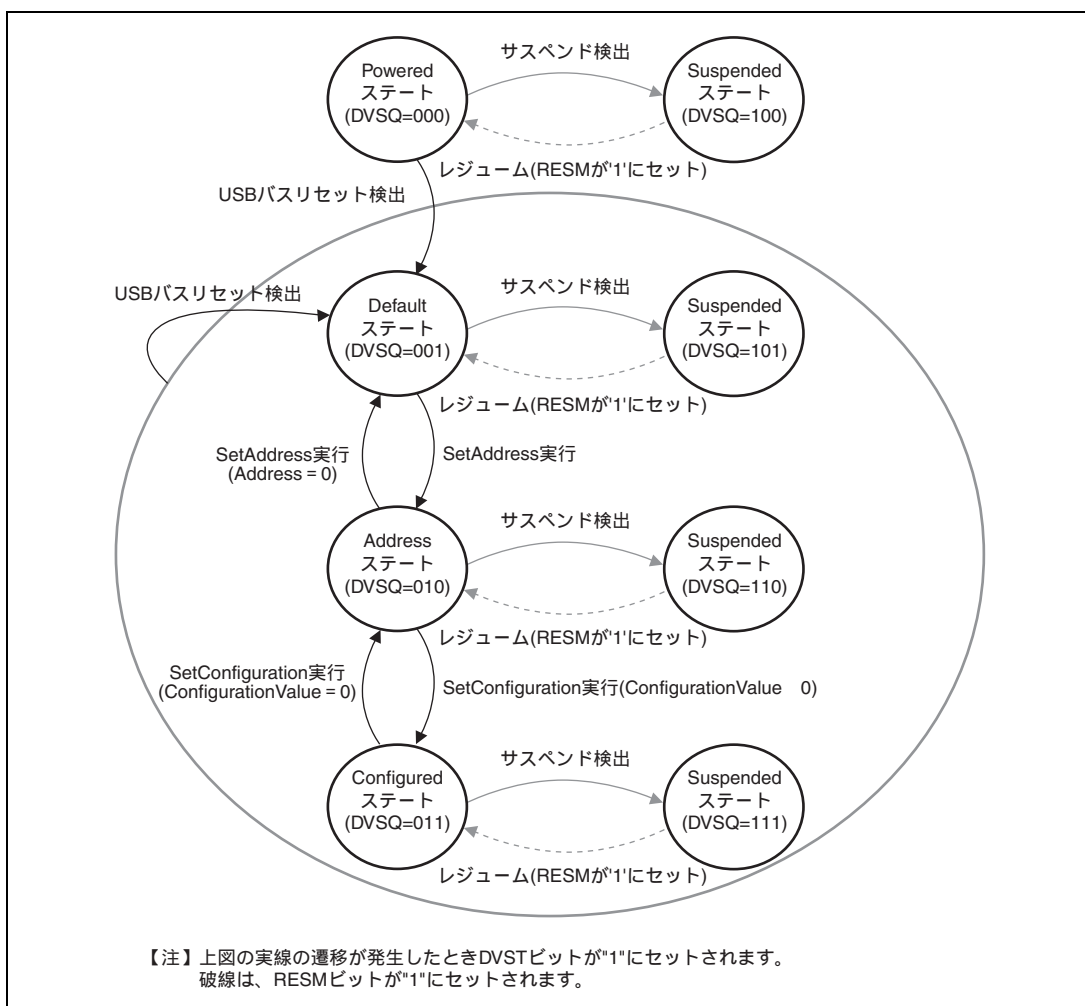 サスペンド検出
Powered
ステート
(DVSQ=000)
Suspended
ステート
(DVSQ=100)
レジューム(RESMが'1'にセット)
USBバスリセット検出
USBバスリセット検出
サスペンド検出
Default
ステート
(DVSQ=001)
Suspended
ステート
(DVSQ=101)
レジューム(RESMが'1'にセット)
SetAddress実行
(Address = 0)
SetAddress実行
サスペンド検出
Address
ステート
(DVSQ=010)
Suspended
ステート
(DVSQ=110)
レジューム(RESMが'1'にセット)
SetConfiguration実行
(ConfigurationValue = 0)
SetConfiguration実行(ConfigurationValue　0)
サスペンド検出
Configured
ステート
(DVSQ=011)
Suspended
ステート
(DVSQ=111)
レジューム(RESMが'1'にセット)
【注】上図の実線の遷移が発生したときDVSTビットが"1"にセットされます。
破線は、RESMビットが"1"にセットされます。